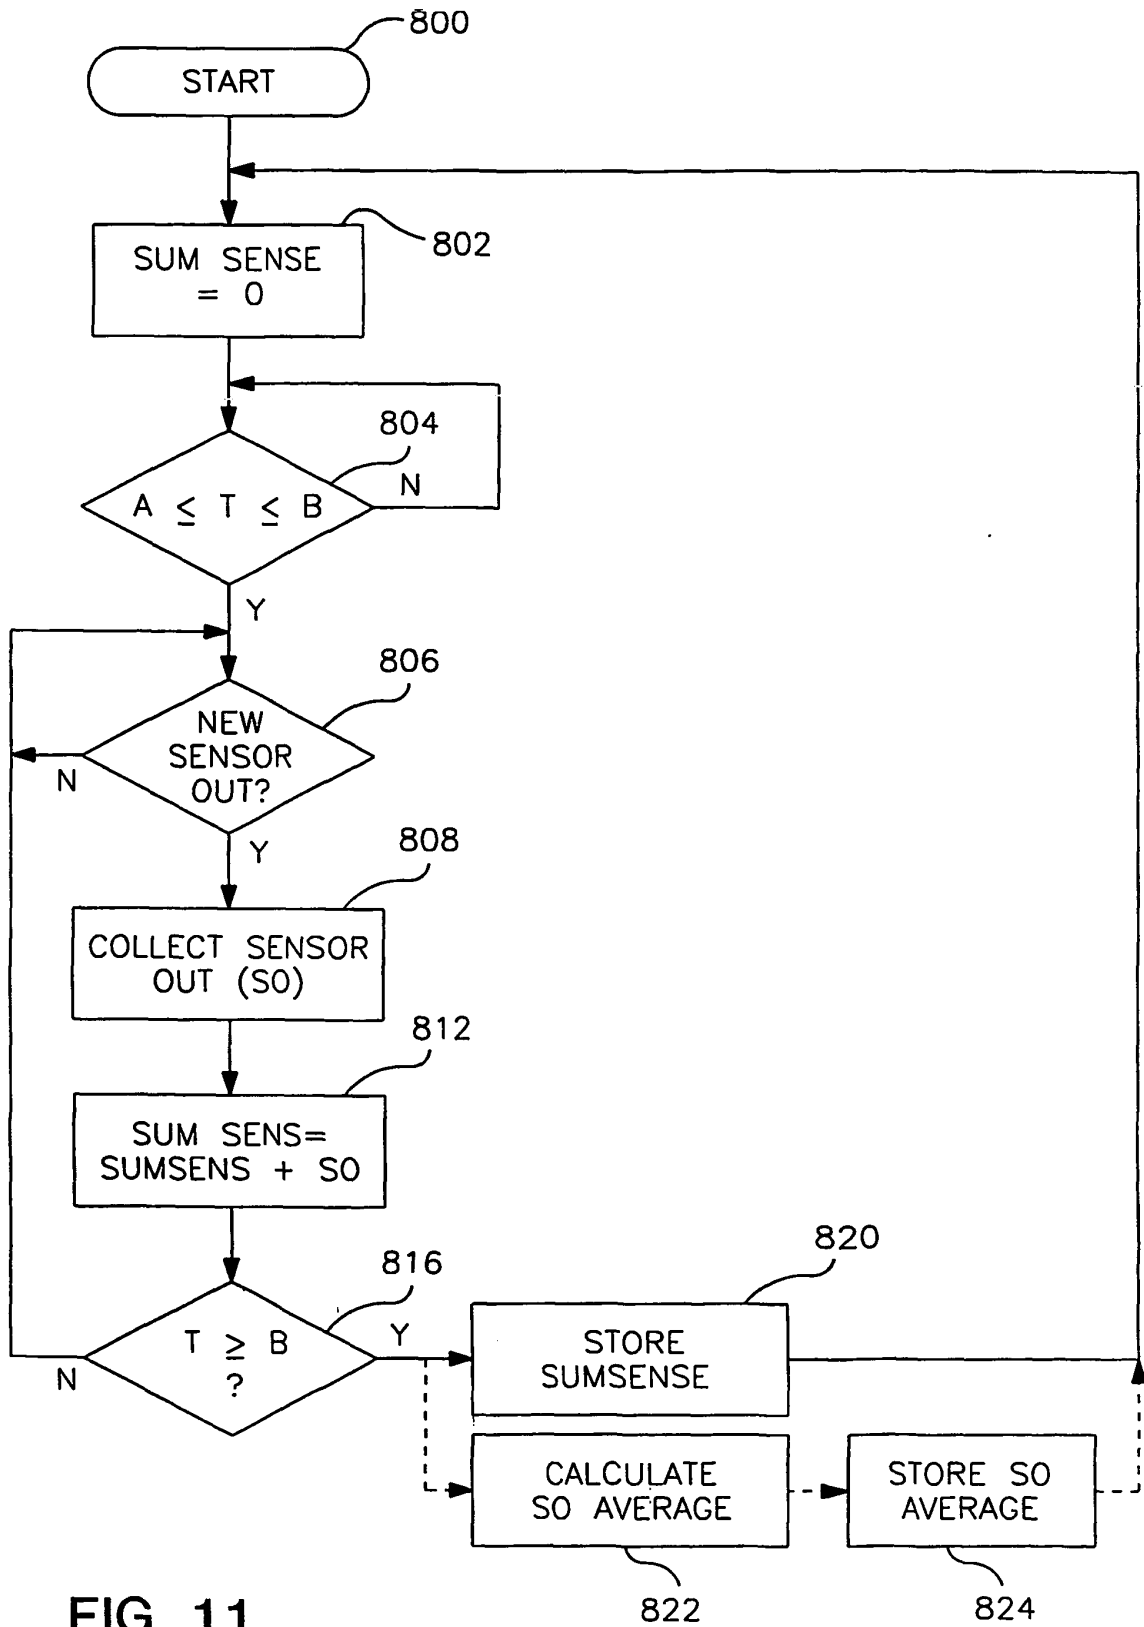 800
START
802
SUM SENSE
= 0
804
A ≤ T ≤ B
N
Y
806
NEW
SENSOR
OUT?
N
Y
808
COLLECT SENSOR
OUT (SO)
812
SUM SENS=
SUMSENS + SO
816
T ≥ B
?
Y
N
820
STORE
SUMSENSE
CALCULATE
SO AVERAGE
822
STORE SO
AVERAGE
824
FIG. 11